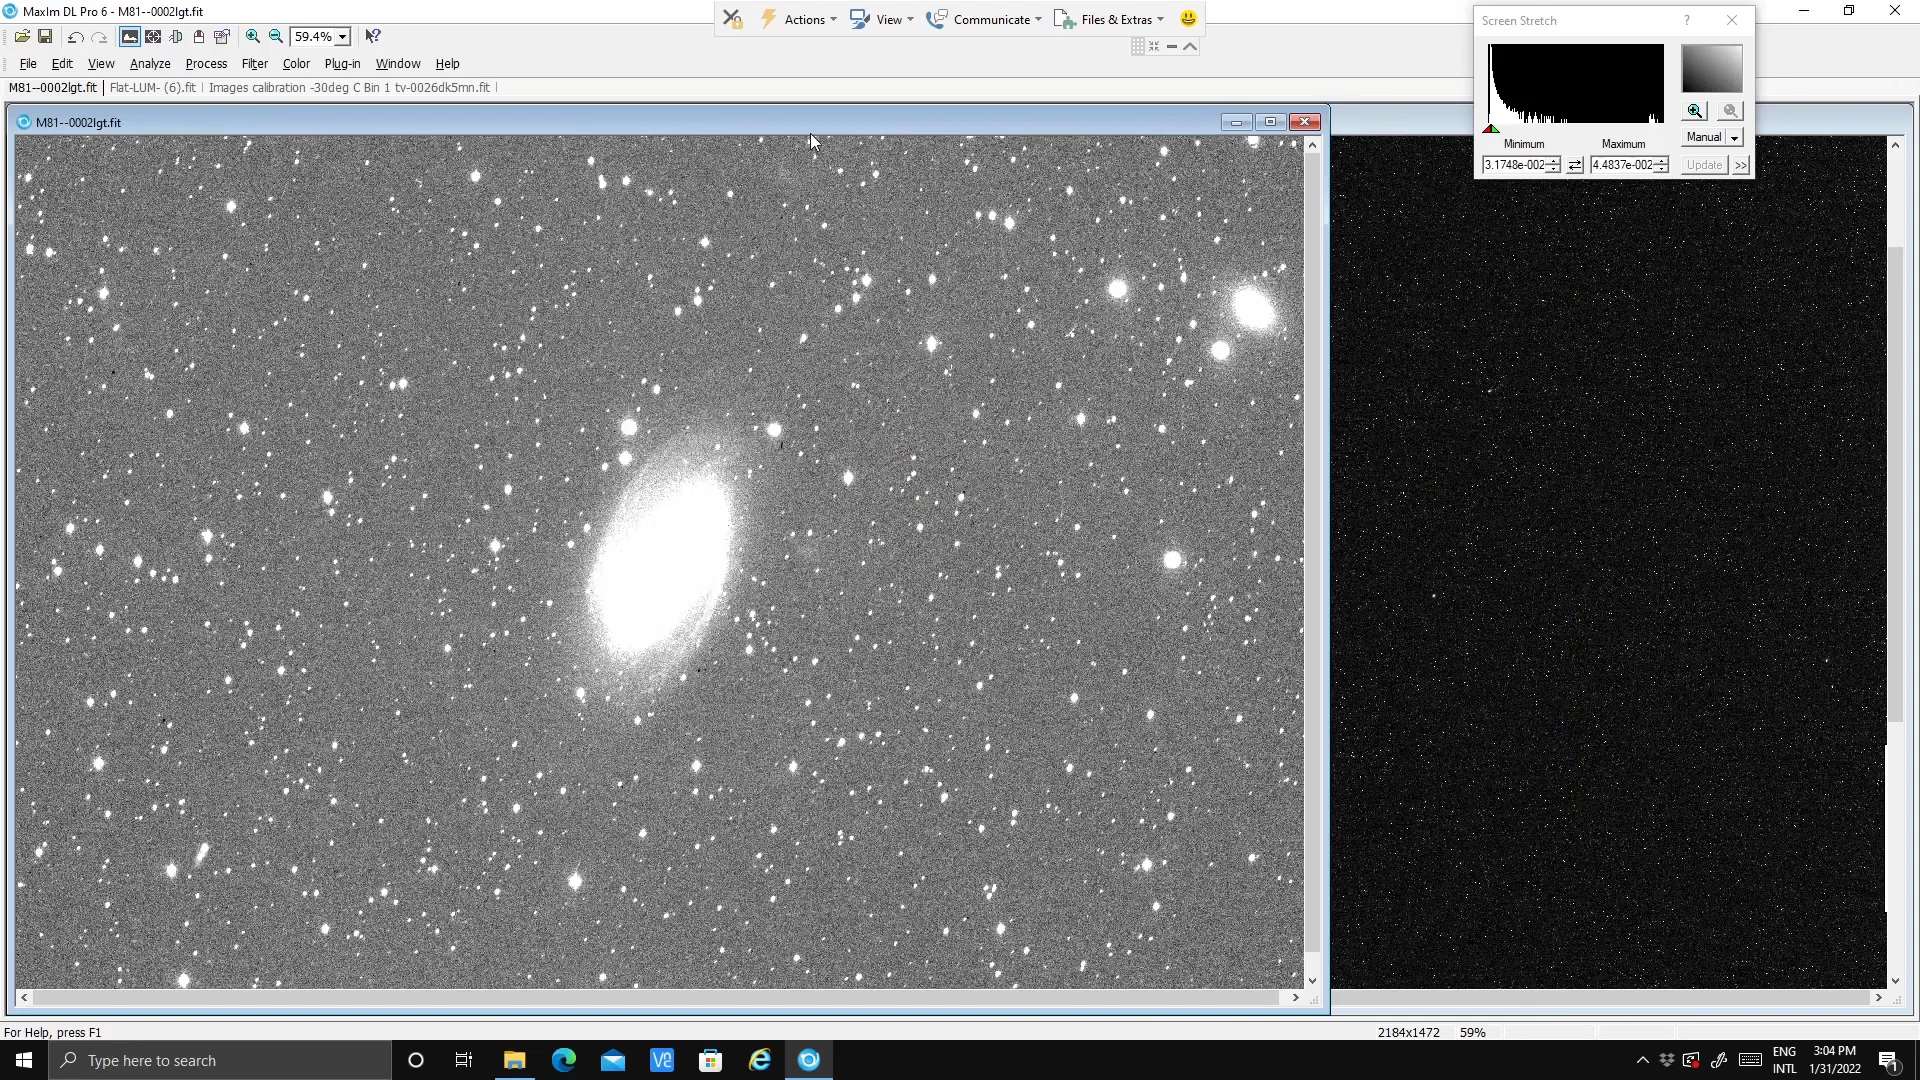 MaxIm DL Pro 6 - M81--0002lgt.fit
Actions
View
Communicate
Files & Extras
59.4%
File Edit View Analyze Process Filter Color Plug-in Window Help
M81--0002lgt.fit | Flat-LUM- (6).fit | Images calibration -30deg C Bin 1 tv-0026dk5mn.fit |
M81--0002lgt.fit
Screen Stretch ?
Manual
Minimum Maximum
3.1748e-002 4.4837e-002 Update >>
For Help, press F1
2184x1472 59%
Type here to search
ENG
INTL
3:04 PM
1/31/2022
1